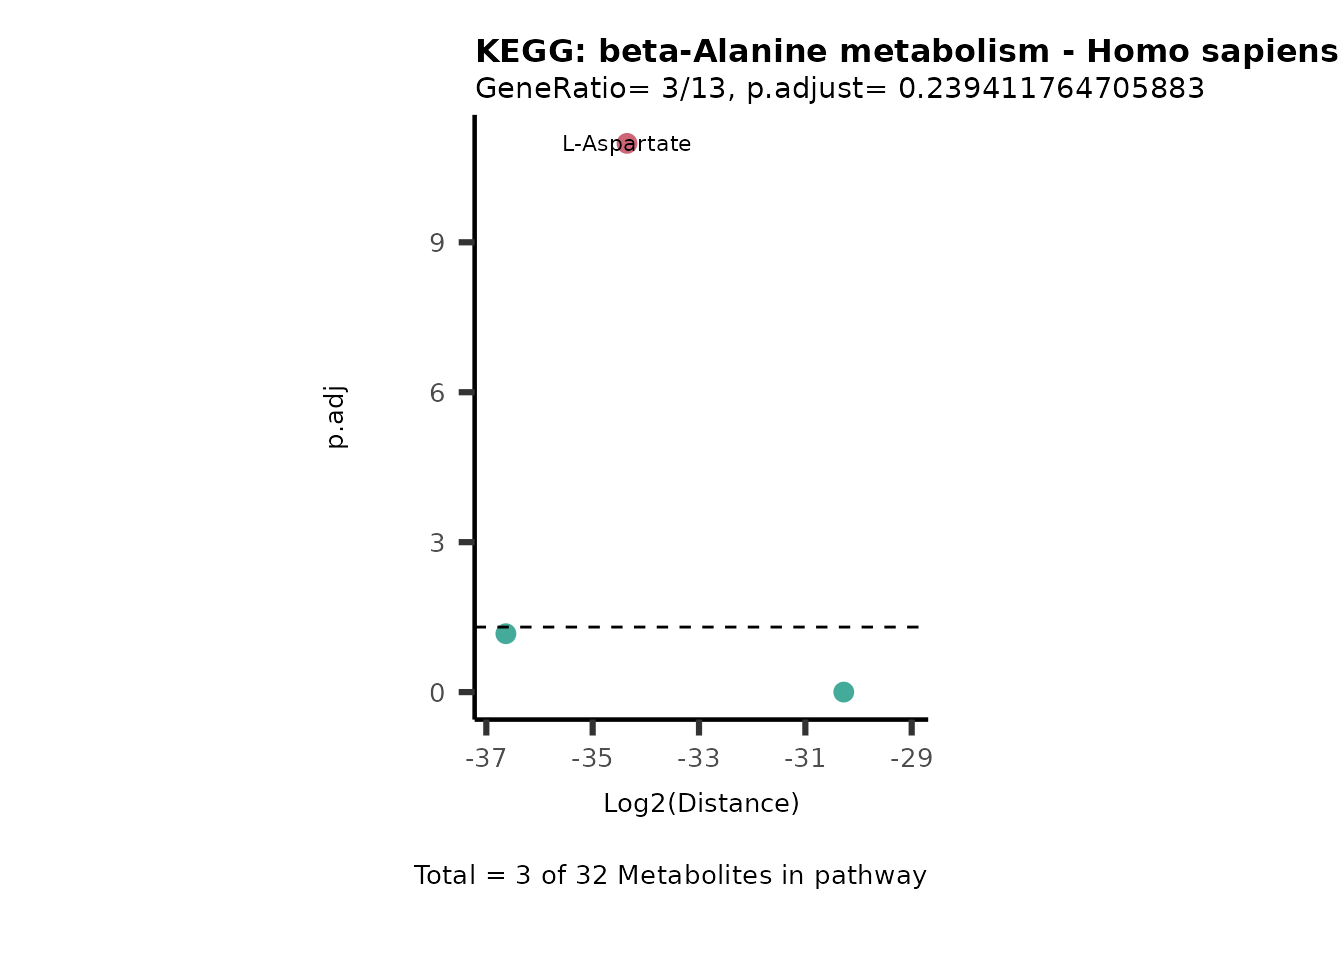 KEGG: beta-Alanine metabolism - Homo sapiens
GeneRatio= 3/13, p.adjust= 0.239411764705883
L-Aspartate
9
6
3
0
p.adj
-37 -35 -33 -31 -29
Log2(Distance)
Total = 3 of 32 Metabolites in pathway